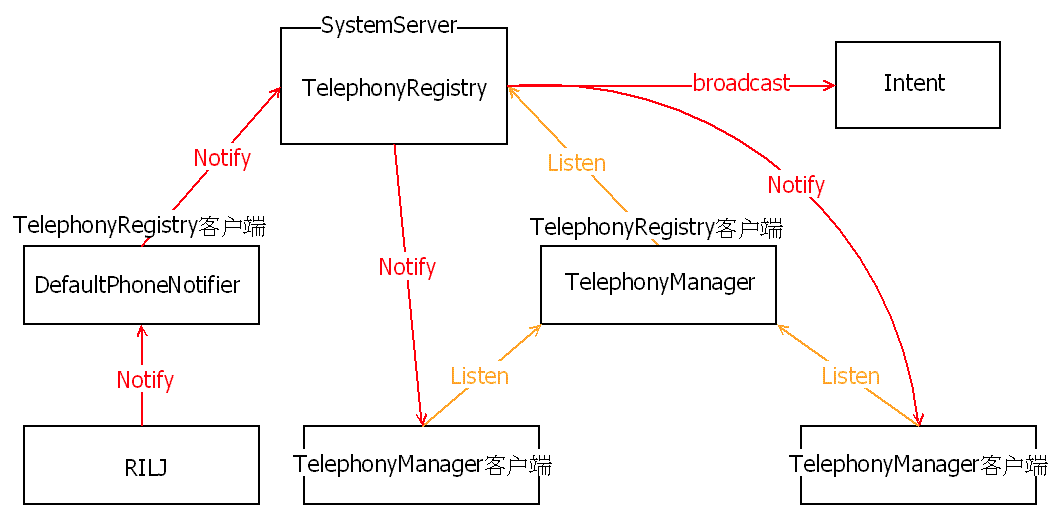 SystemServer
TelephonyRegistry
broadcast
Intent
Notify
Listen
Notify
TelephonyRegistry客户端
TelephonyRegistry客户端
Notify
DefaultPhoneNotifier
TelephonyManager
Notify
Listen
Listen
RILJ
TelephonyManager客户端
TelephonyManager客户端